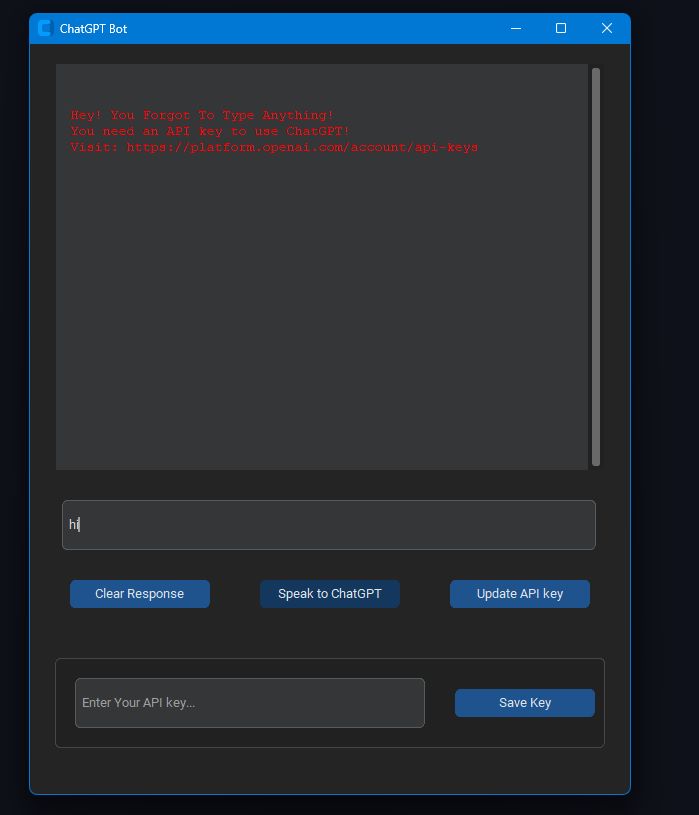 ChatGPT Bot
Hey! You Forgot To Type Anything!
You need an API key to use ChatGPT!
Visit: https://platform.openai.com/account/api-keys
hi
Clear Response
Speak to ChatGPT
Update API key
Enter Your API key...
Save Key